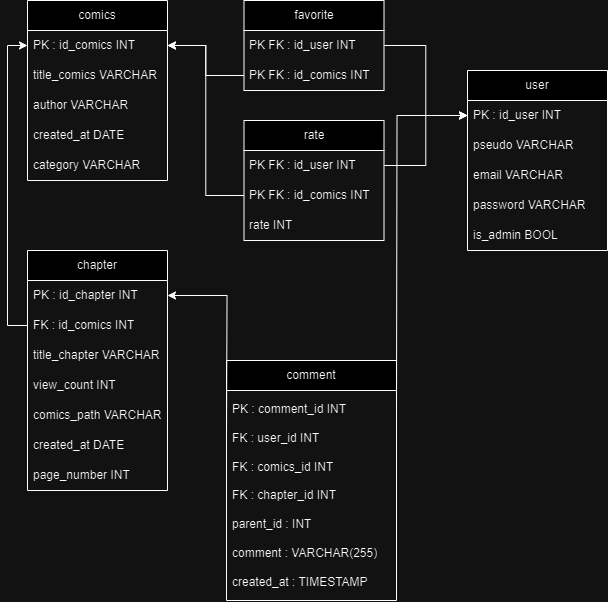 comics
PK : id_comics INT
title_comics VARCHAR
author VARCHAR
created_at DATE
category VARCHAR
favorite
PK FK : id_user INT
PK FK : id_comics INT
rate
PK FK : id_user INT
PK FK : id_comics INT
rate INT
user
PK : id_user INT
pseudo VARCHAR
email VARCHAR
password VARCHAR
is_admin BOOL
chapter
PK : id_chapter INT
FK : id_comics INT
title_chapter VARCHAR
view_count INT
comics_path VARCHAR
created_at DATE
page_number INT
comment
PK : comment_id INT
FK : user_id INT
FK : comics_id INT
FK : chapter_id INT
parent_id : INT
comment : VARCHAR(255)
created_at : TIMESTAMP